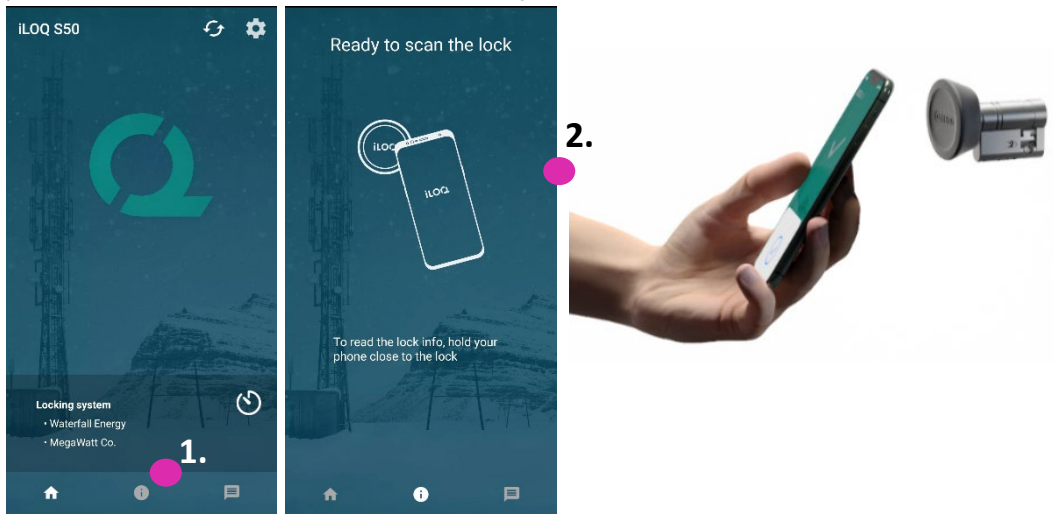 iLOQ S50
Locking system
• Waterfall Energy
• MegaWatt Co.
1.
Ready to scan the lock
iLOQ
iLOQ
To read the lock info, hold your
phone close to the lock
2.
iLOQ